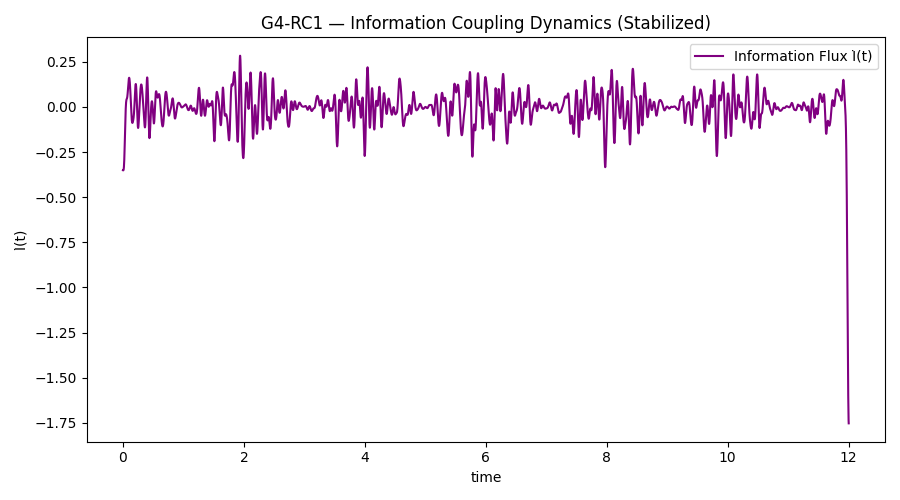 G4-RC1 — Information Coupling Dynamics (Stabilized)
Information Flux İ(t)
İ(t)
0.25
0.00
−0.25
−0.50
−0.75
−1.00
−1.25
−1.50
−1.75
0 2 4 6 8 10 12
time